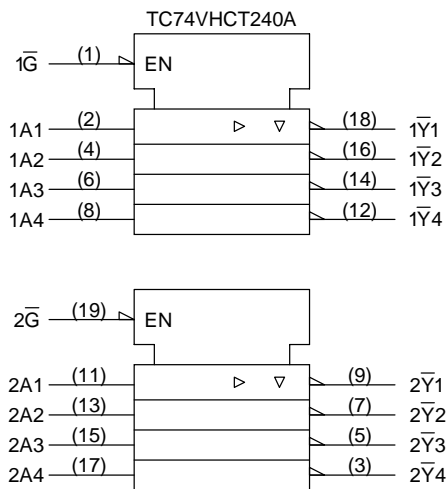 TC74VHCT240A
1G̅ (1) EN
1A1 (2) (18) 1Y̅1
1A2 (4) (16) 1Y̅2
1A3 (6) (14) 1Y̅3
1A4 (8) (12) 1Y̅4
2G̅ (19) EN
2A1 (11) (9) 2Y̅1
2A2 (13) (7) 2Y̅2
2A3 (15) (5) 2Y̅3
2A4 (17) (3) 2Y̅4